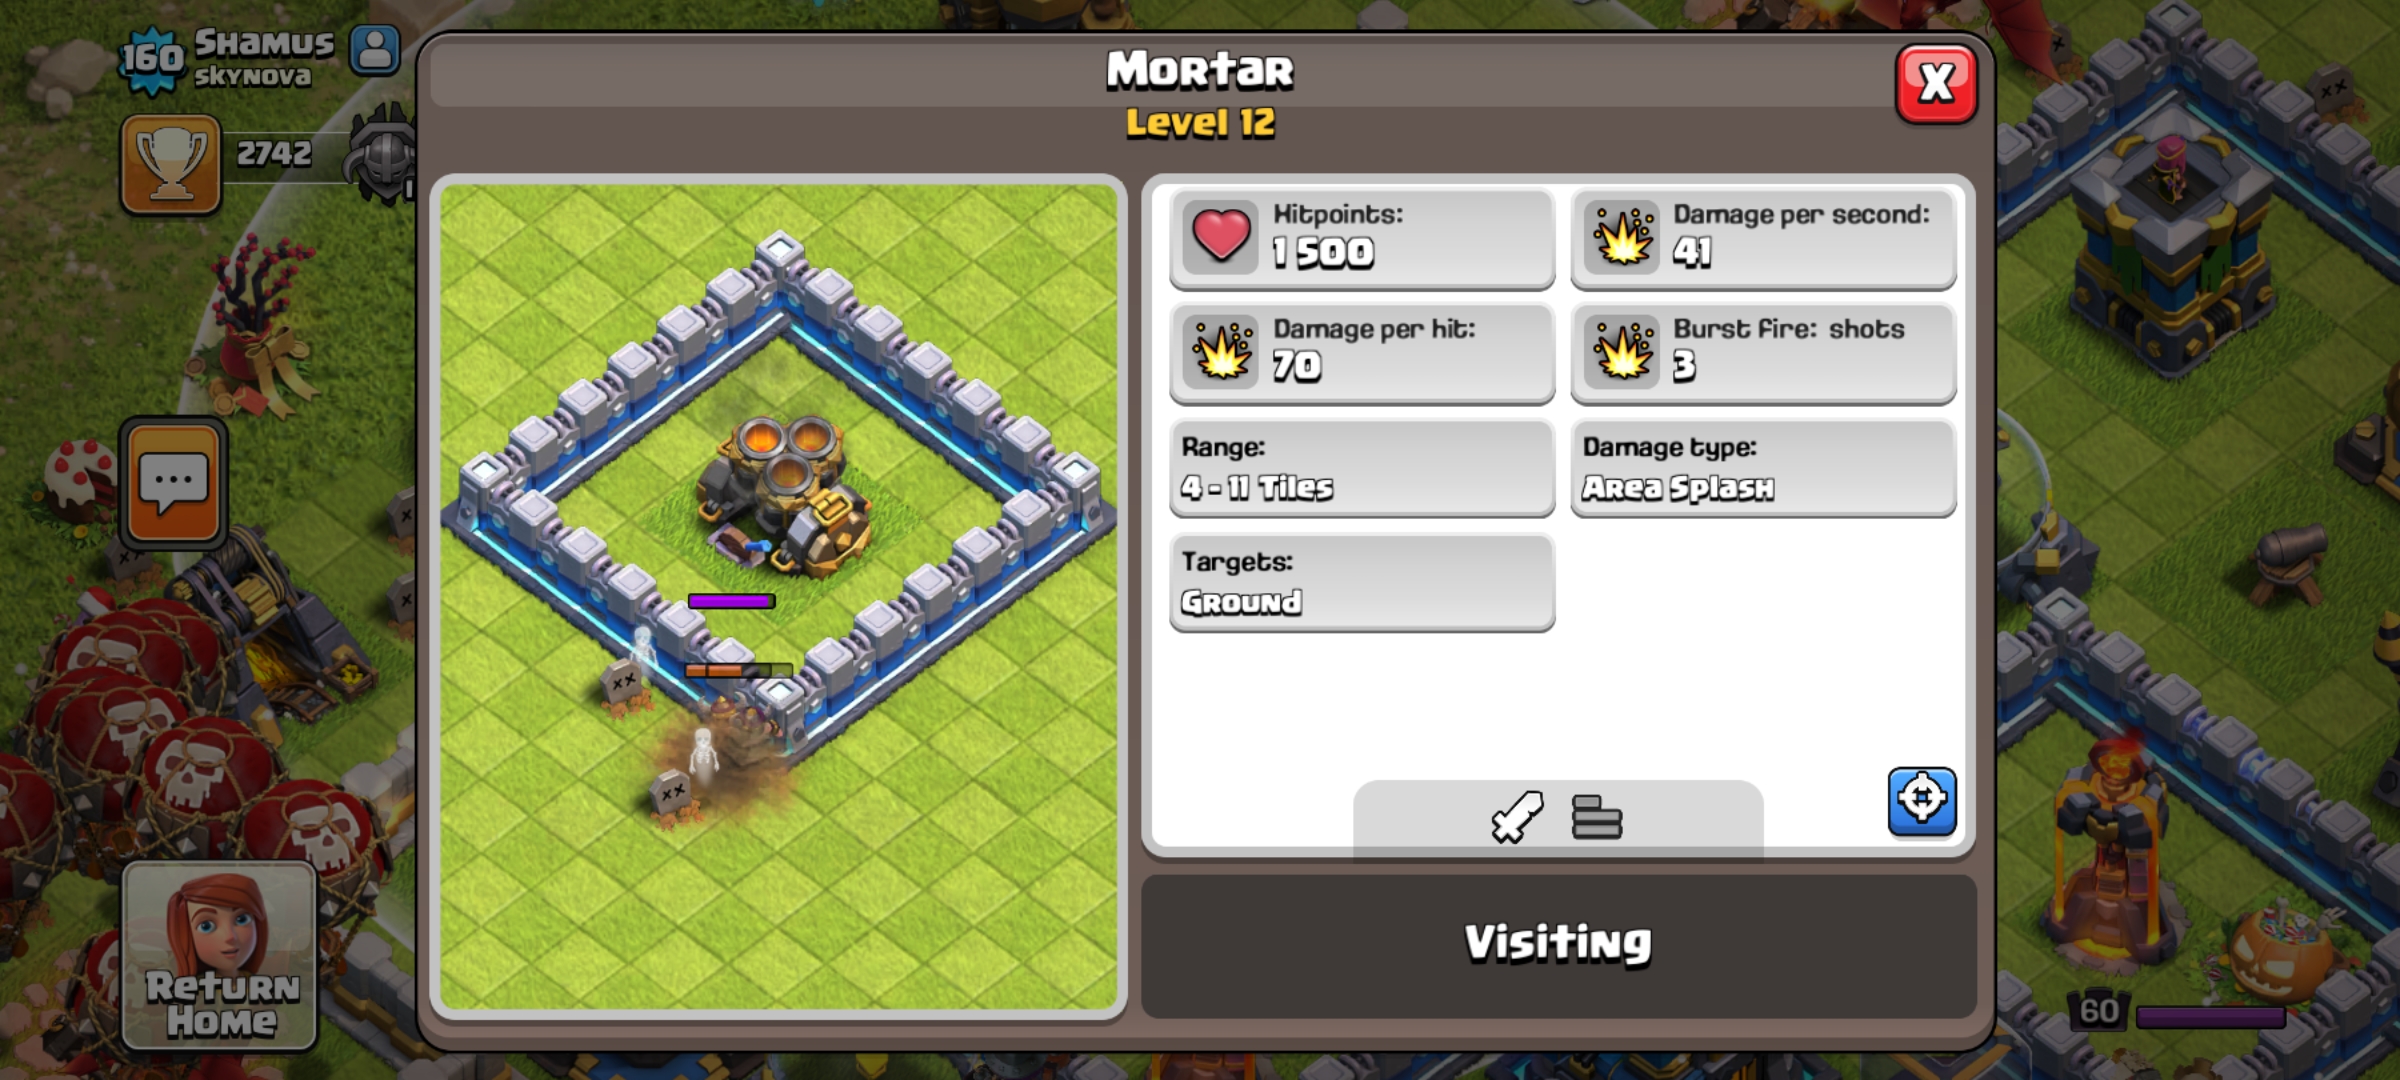 160
Shamus
skynova
2742
Mortar
Level 12
X
Hitpoints:
1 500
Damage per second:
41
Damage per hit:
70
Burst fire: shots
3
Range:
4 - 11 Tiles
Damage type:
Area Splash
Targets:
Ground
Visiting
Return
Home
60